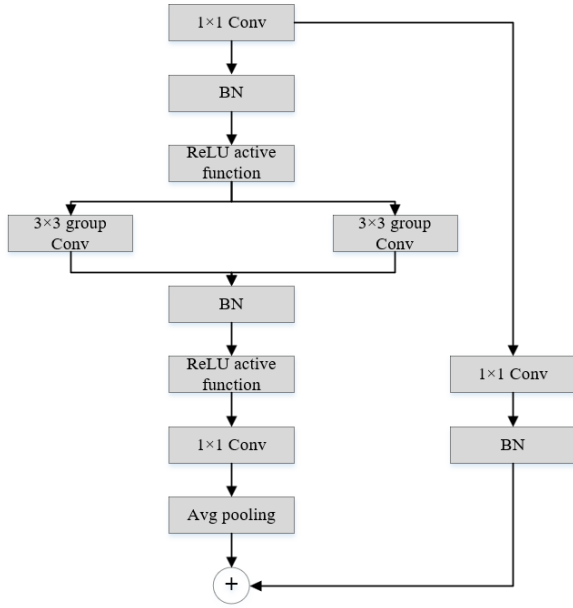 1×1 Conv
BN
ReLU active
function
3×3 group
Conv
3×3 group
Conv
BN
ReLU active
function
1×1 Conv
1×1 Conv
BN
Avg pooling
+